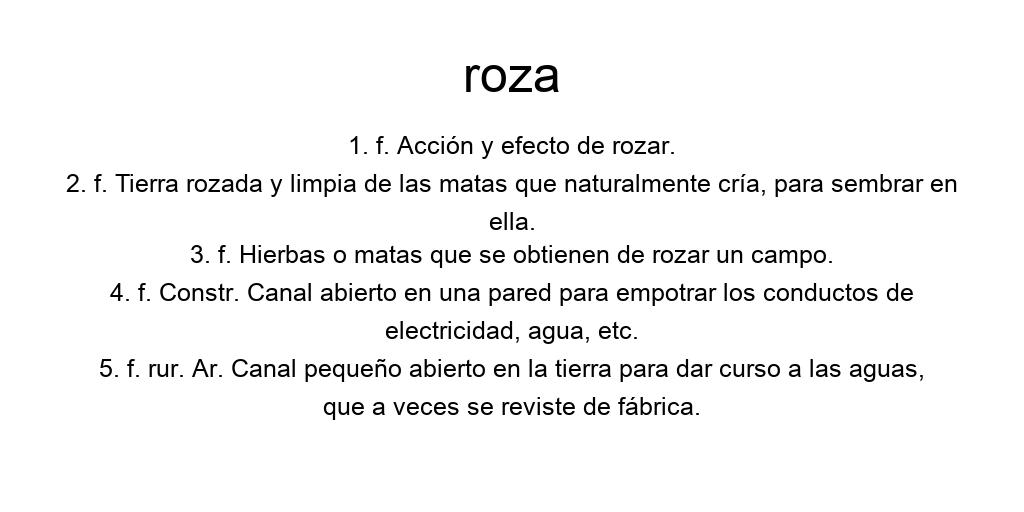 roza
1. f. Acción y efecto de rozar.
2. f. Tierra rozada y limpia de las matas que naturalmente cría, para sembrar en
ella.
3. f. Hierbas o matas que se obtienen de rozar un campo.
4. f. Constr. Canal abierto en una pared para empotrar los conductos de
electricidad, agua, etc.
5. f. rur. Ar. Canal pequeño abierto en la tierra para dar curso a las aguas,
que a veces se reviste de fábrica.